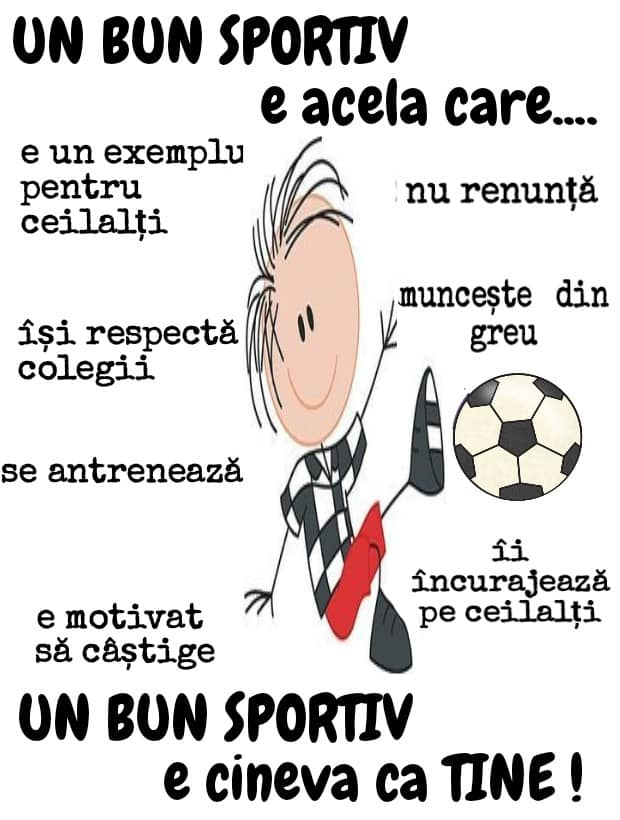 UN BUN SPORTIV
e acela care....
e un exemplu
pentru
ceilalți
nu renunță
muncește din
greu
își respectă
colegii
se antrenează
îi
încurajează
pe ceilalți
e motivat
să câștige
UN BUN SPORTIV
e cineva ca TINE !